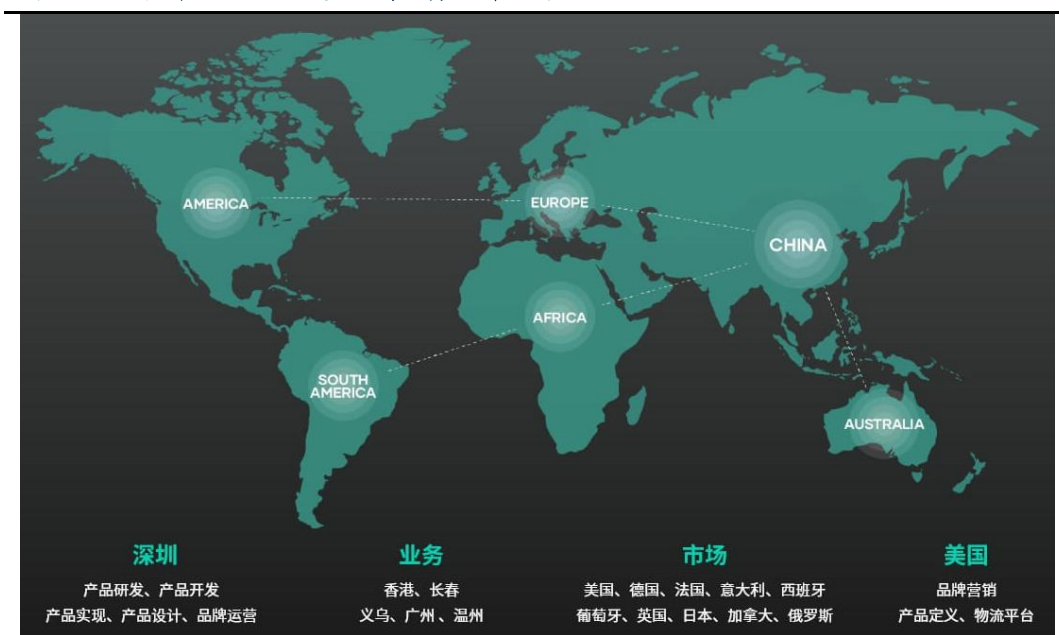 AMERICA
EUROPE
CHINA
AFRICA
SOUTH
AMERICA
AUSTRALIA
深圳
产品研发、产品开发
产品实现、产品设计、品牌运营
业务
香港、长春
义乌、广州、温州
市场
美国、德国、法国、意大利、西班牙
葡萄牙、英国、日本、加拿大、俄罗斯
美国
品牌营销
产品定义、物流平台